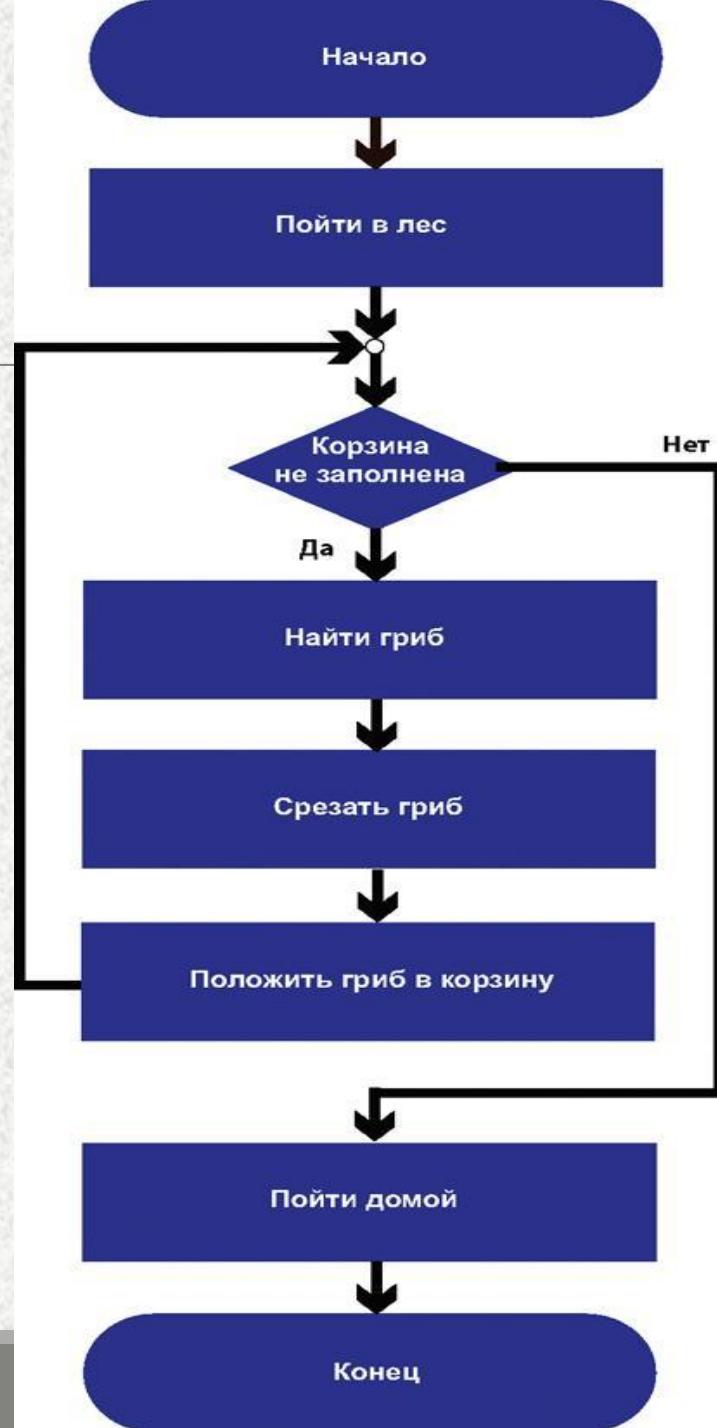 Начало
Пойти в лес
Корзина
не заполнена
Нет
Да
Найти гриб
Срезать гриб
Положить гриб в корзину
Пойти домой
Конец